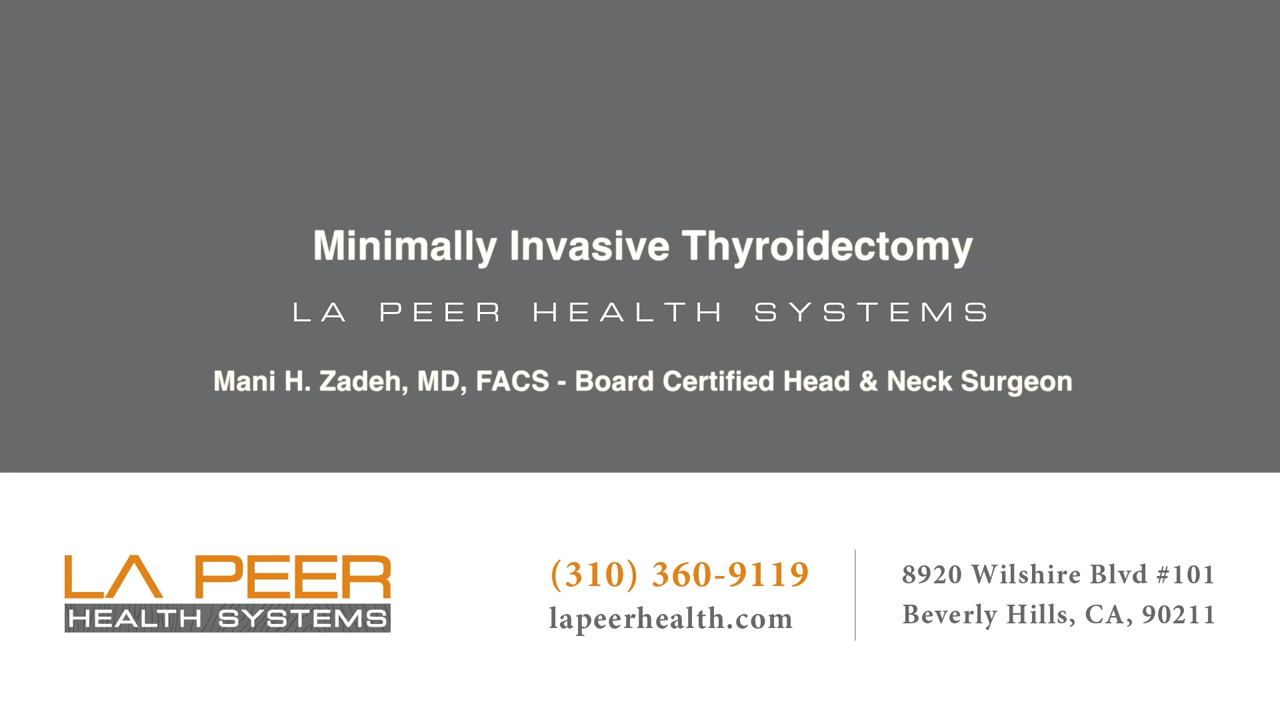 Minimally Invasive Thyroidectomy
LA PEER HEALTH SYSTEMS
Mani H. Zadeh, MD, FACS - Board Certified Head & Neck Surgeon
LA PEER
HEALTH SYSTEMS
(310) 360-9119
lapeerhealth.com
8920 Wilshire Blvd #101
Beverly Hills, CA, 90211